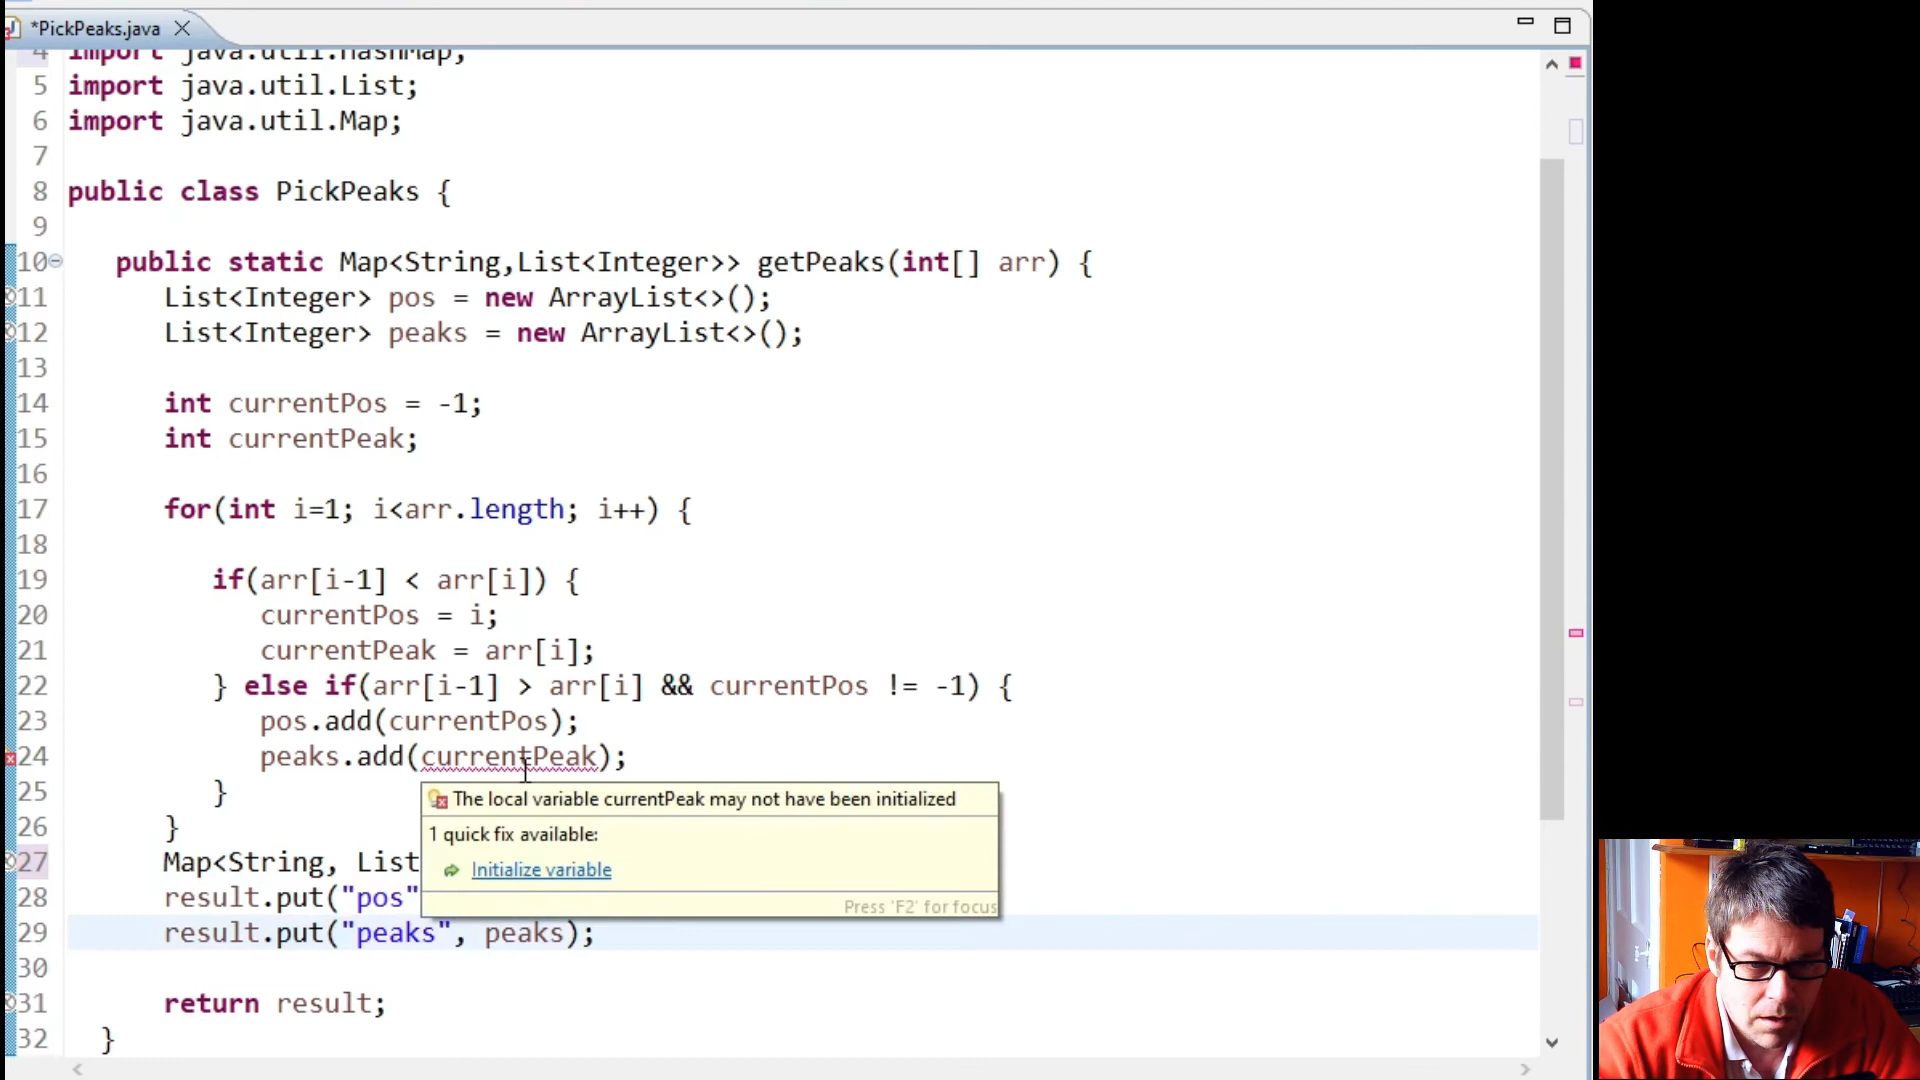 *PickPeaks.java
4 import java.util.HashMap;
5 import java.util.List;
6 import java.util.Map;
7
8 public class PickPeaks {
9
10 public static Map<String,List<Integer>> getPeaks(int[] arr) {
11 List<Integer> pos = new ArrayList<>();
12 List<Integer> peaks = new ArrayList<>();
13
14 int currentPos = -1;
15 int currentPeak;
16
17 for(int i=1; i<arr.length; i++) {
18
19 if(arr[i-1] < arr[i]) {
20 currentPos = i;
21 currentPeak = arr[i];
22 } else if(arr[i-1] > arr[i] && currentPos != -1) {
23 pos.add(currentPos);
24 peaks.add(currentPeak);
25 }
The local variable currentPeak may not have been initialized
26 }
1 quick fix available:
27 Map<String, List
Initialize variable
28 result.put("pos"
Press 'F2' for focus
29 result.put("peaks", peaks);
30
31 return result;
32 }